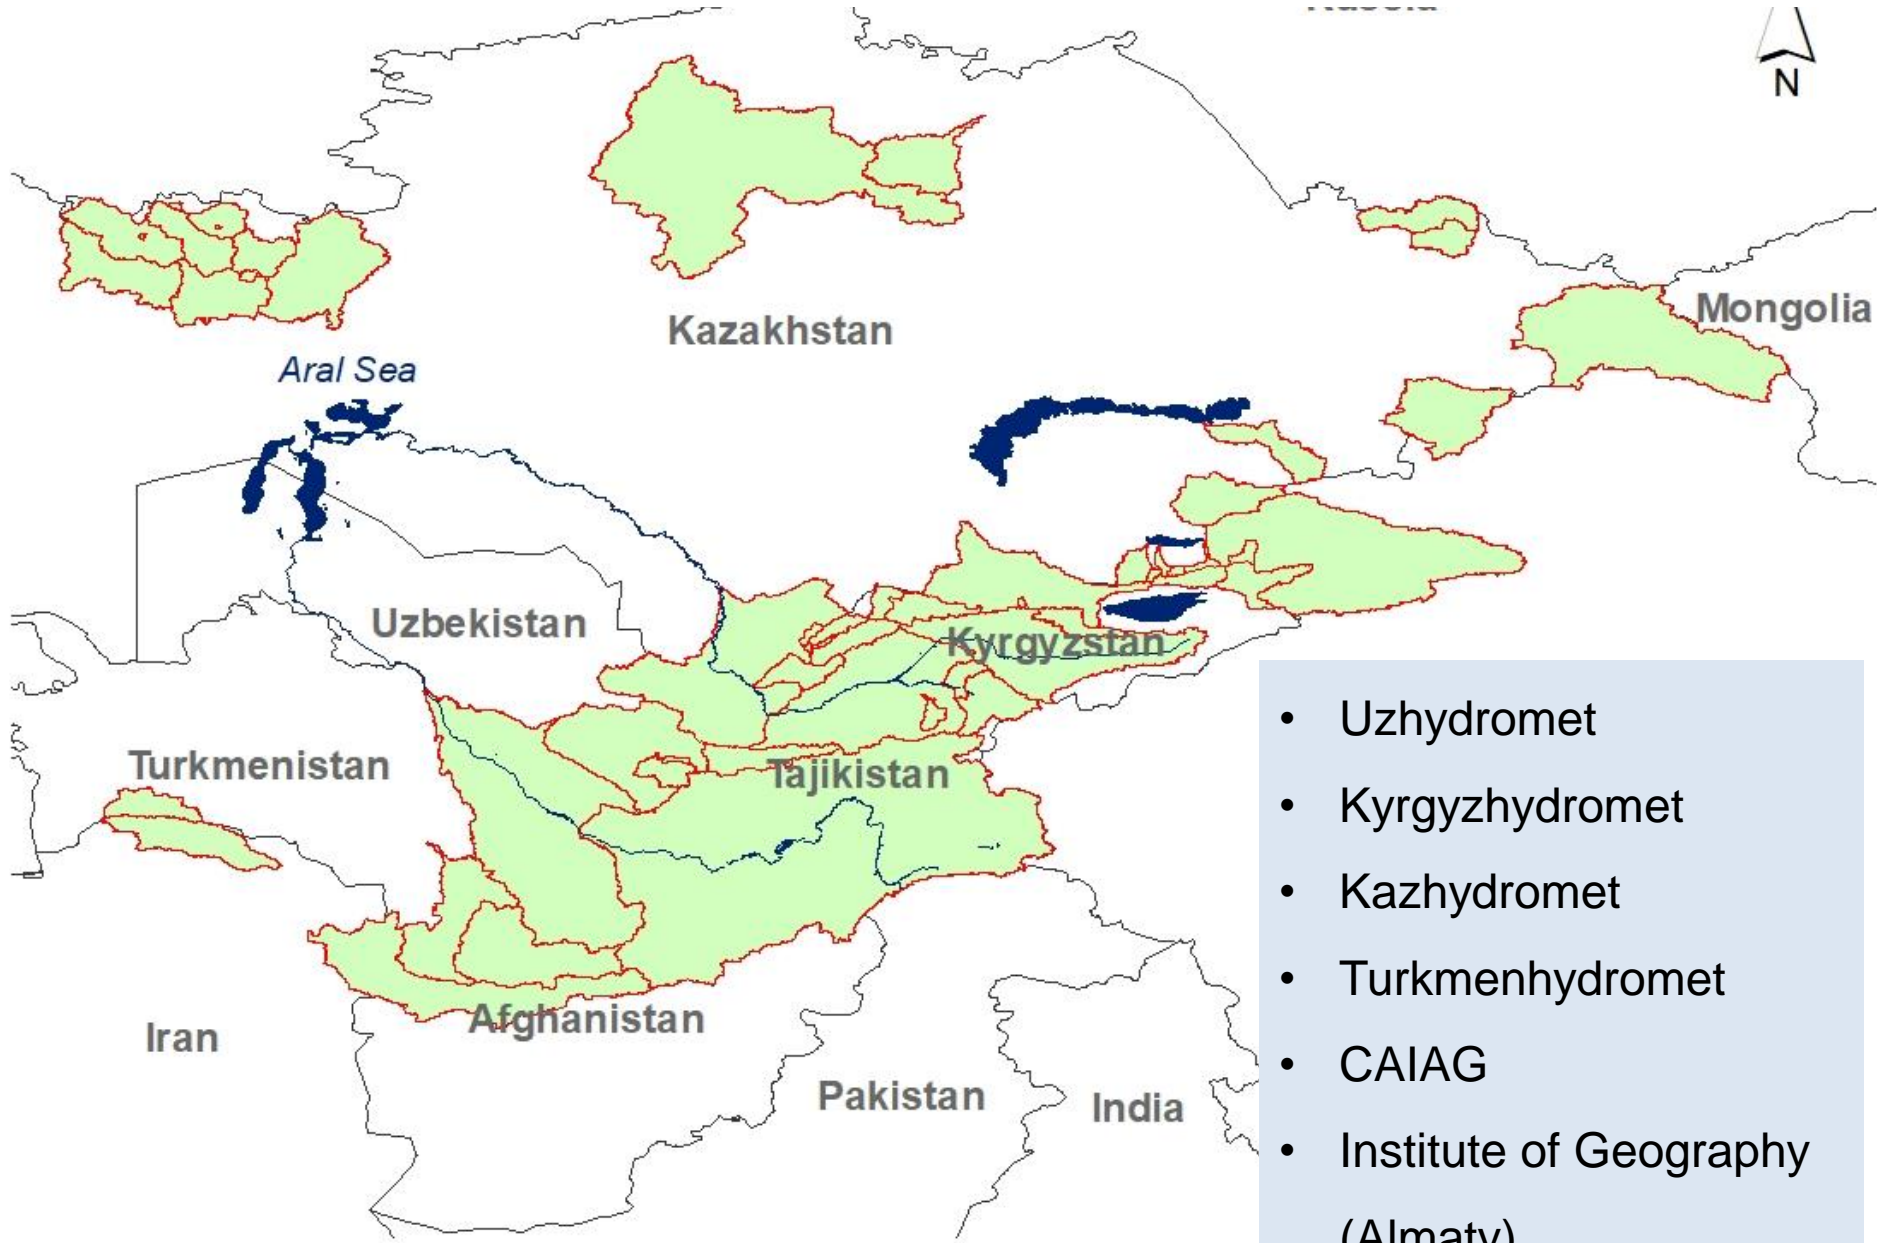 N
Mongolia
Kazakhstan
Aral Sea
Uzbekistan
Kyrgyzstan
Turkmenistan
Tajikistan
Afghanistan
Iran
Pakistan
India
• Uzhydromet
• Kyrgyzhydromet
• Kazhydromet
• Turkmenhydromet
• CAIAG
• Institute of Geography
(Almaty)